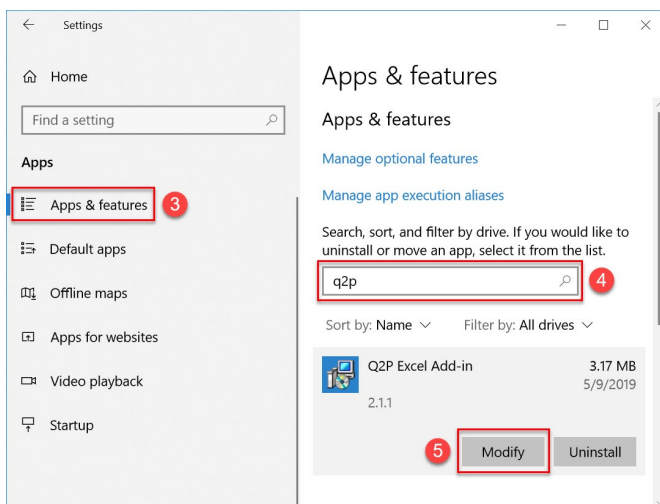 Settings
Home
Find a setting
Apps
Apps & features 3
Default apps
Offline maps
Apps for websites
Video playback
Startup
Apps & features
Apps & features
Manage optional features
Manage app execution aliases
Search, sort, and filter by drive. If you would like to
uninstall or move an app, select it from the list.
q2p 4
Sort by: Name Filter by: All drives
Q2P Excel Add-in 3.17 MB
5/9/2019
2.1.1
5 Modify Uninstall